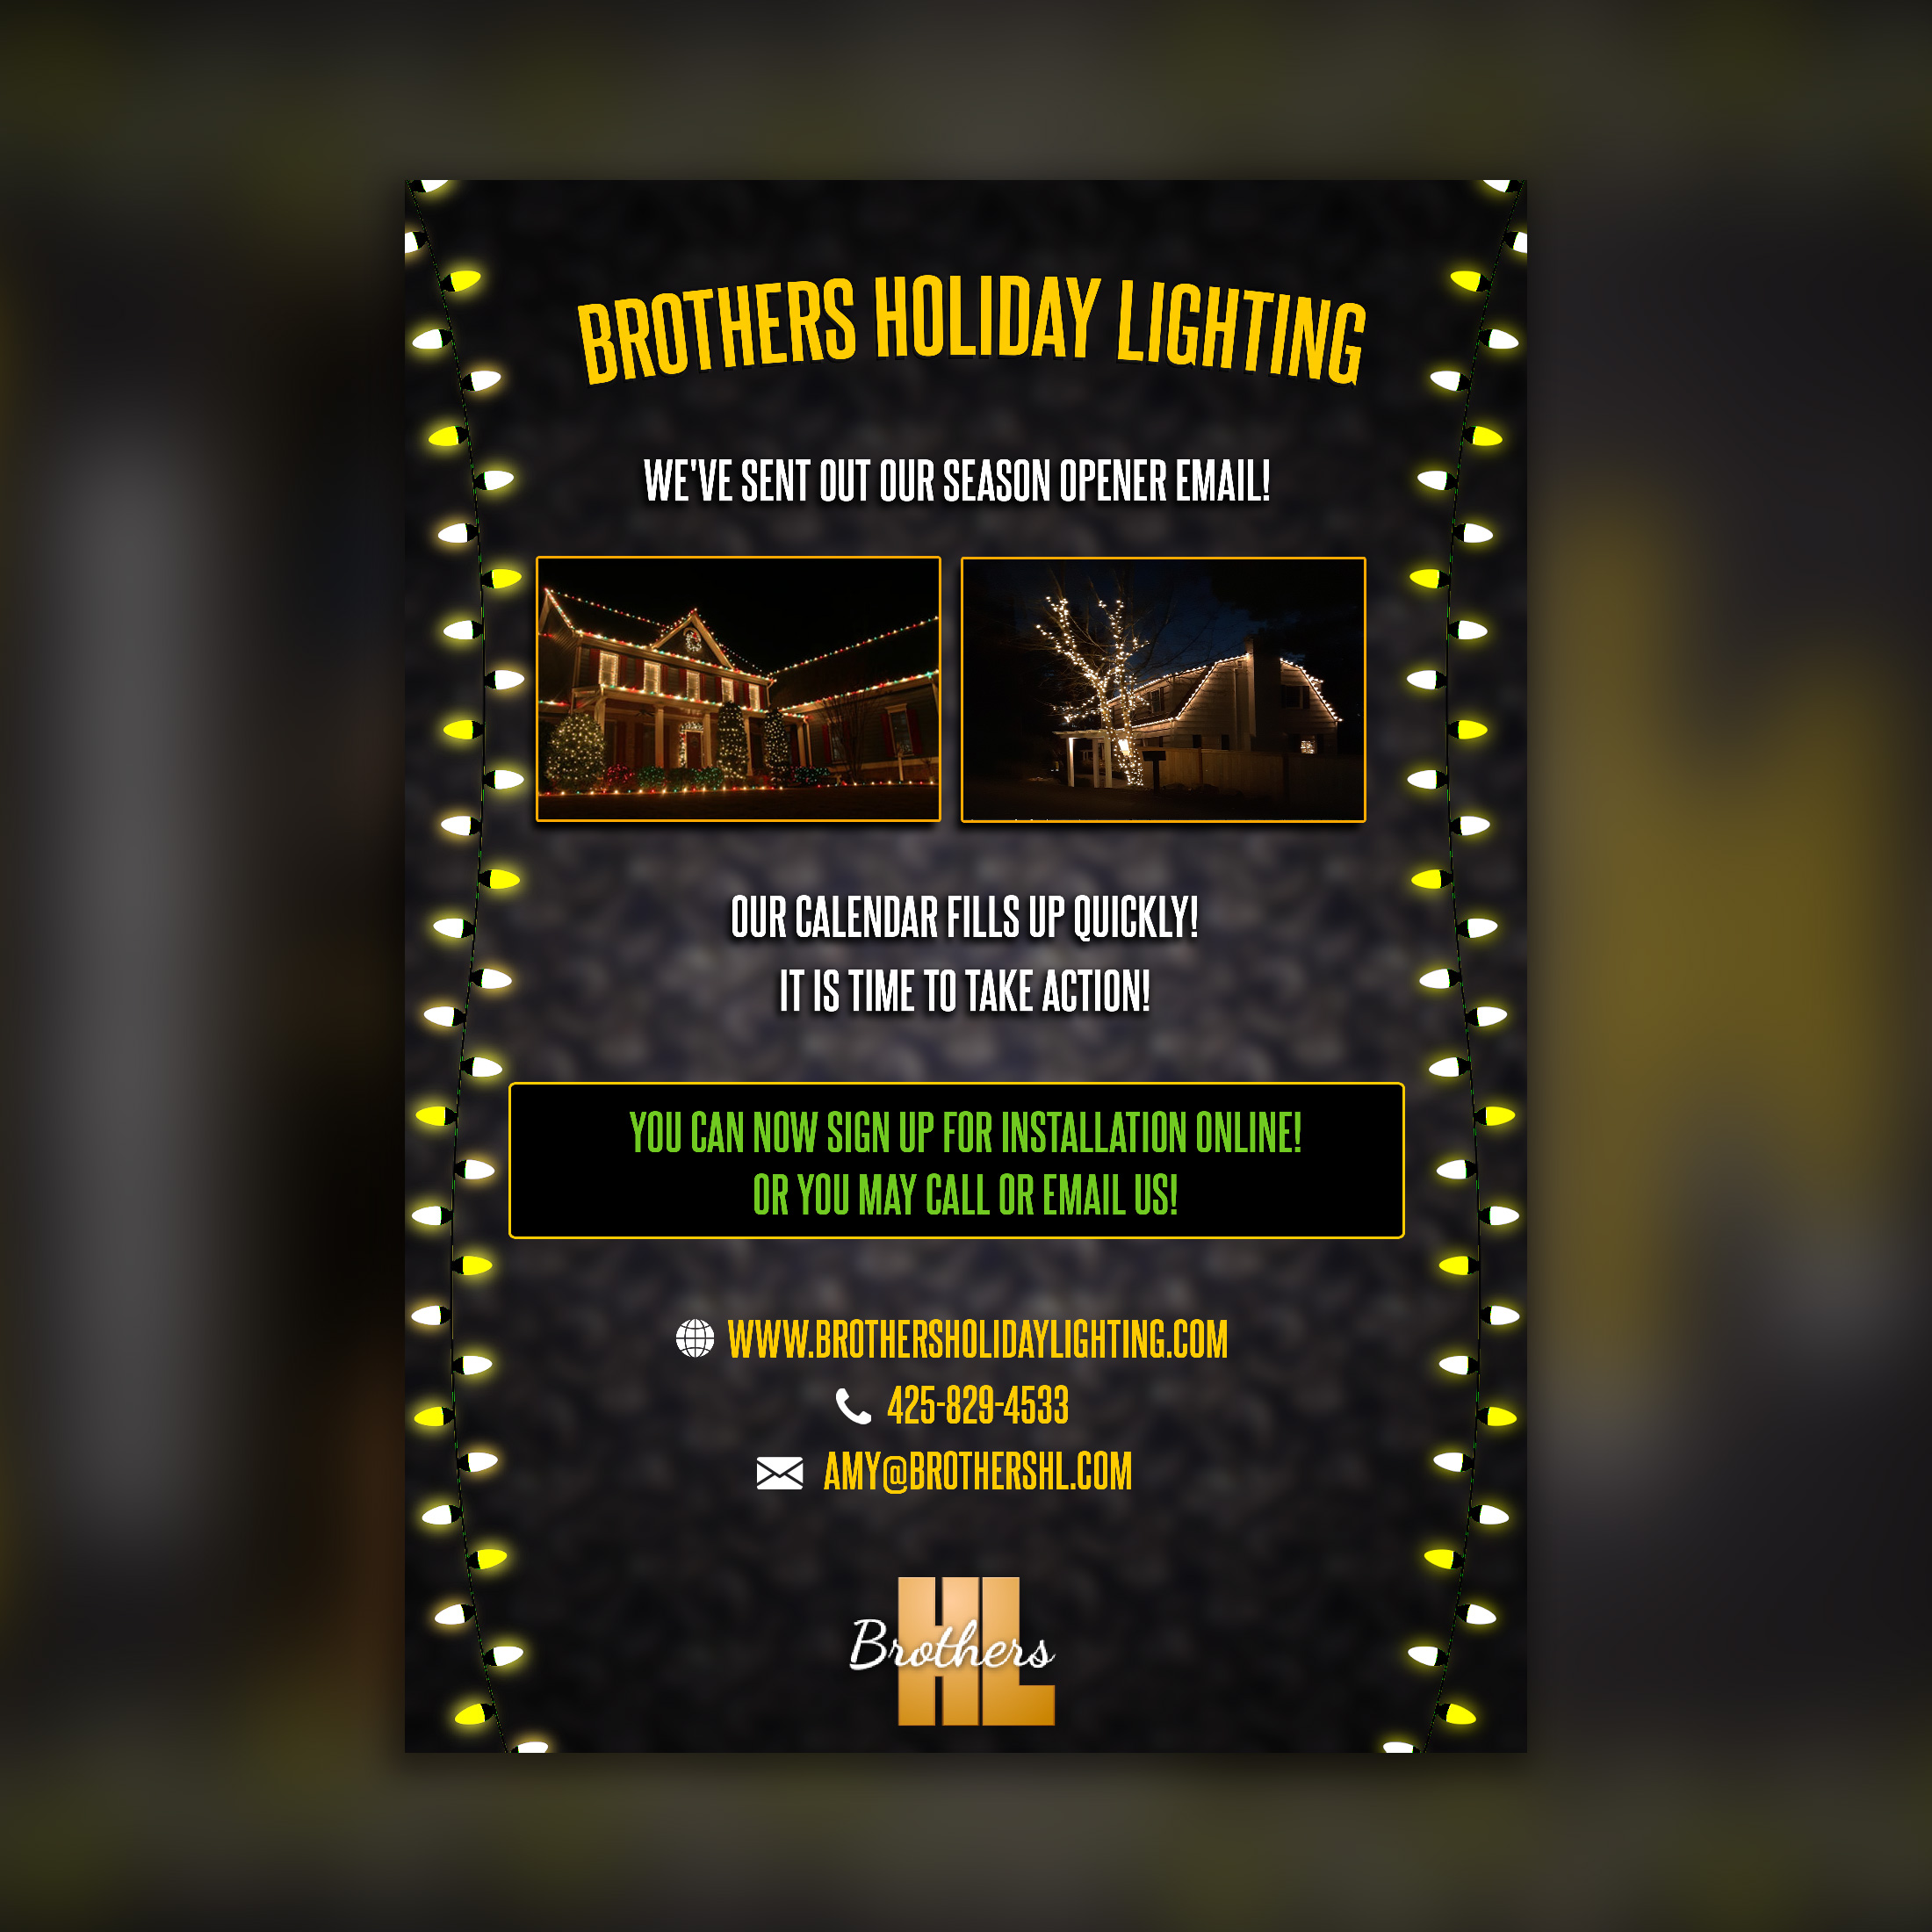 BROTHERS HOLIDAY LIGHTING
WE'VE SENT OUT OUR SEASON OPENER EMAIL!
OUR CALENDAR FILLS UP QUICKLY!
IT IS TIME TO TAKE ACTION!
YOU CAN NOW SIGN UP FOR INSTALLATION ONLINE!
OR YOU MAY CALL OR EMAIL US!
WWW.BROTHERSHOLIDAYLIGHTING.COM
425-829-4533
AMY@BROTHERSHL.COM
HL
Brothers